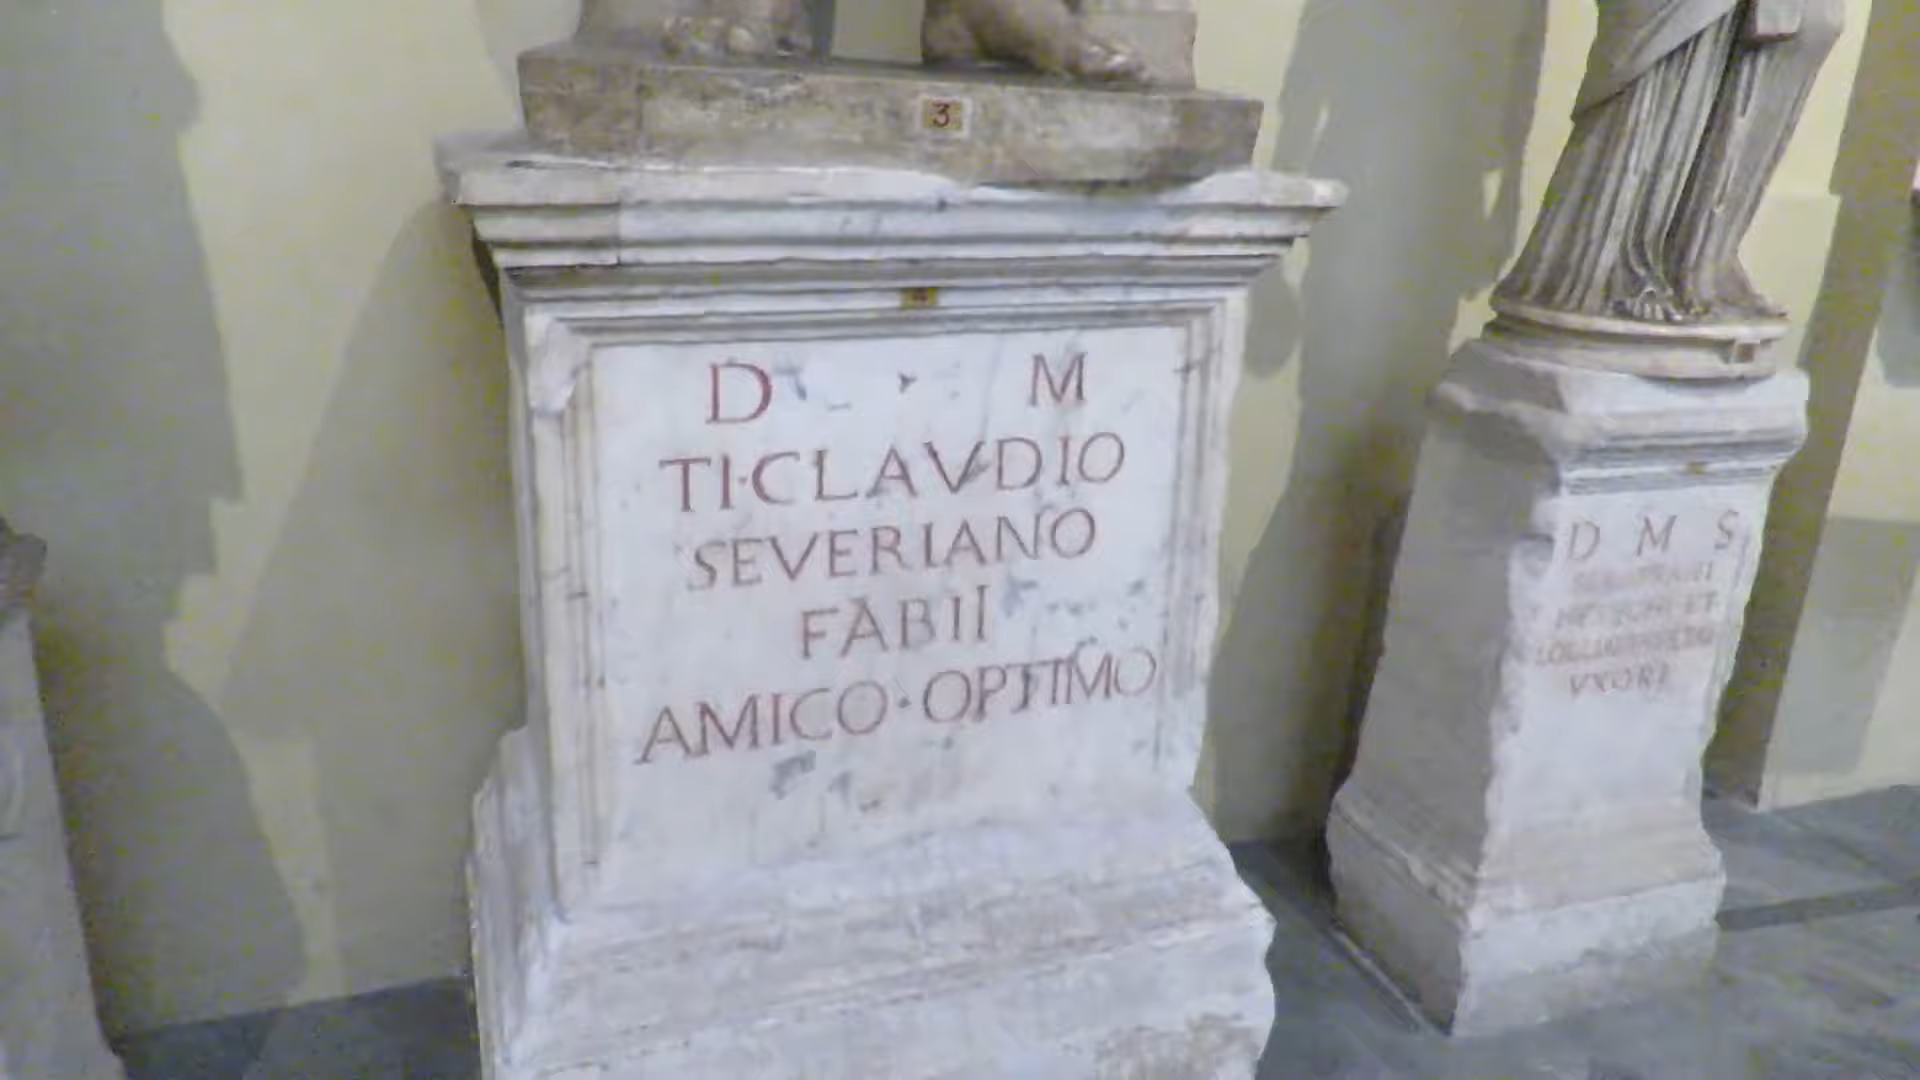 3
D M
TI·CLAVDIO
SEVERIANO
FABII
AMICO·OPTIMO
D M S
VXORI